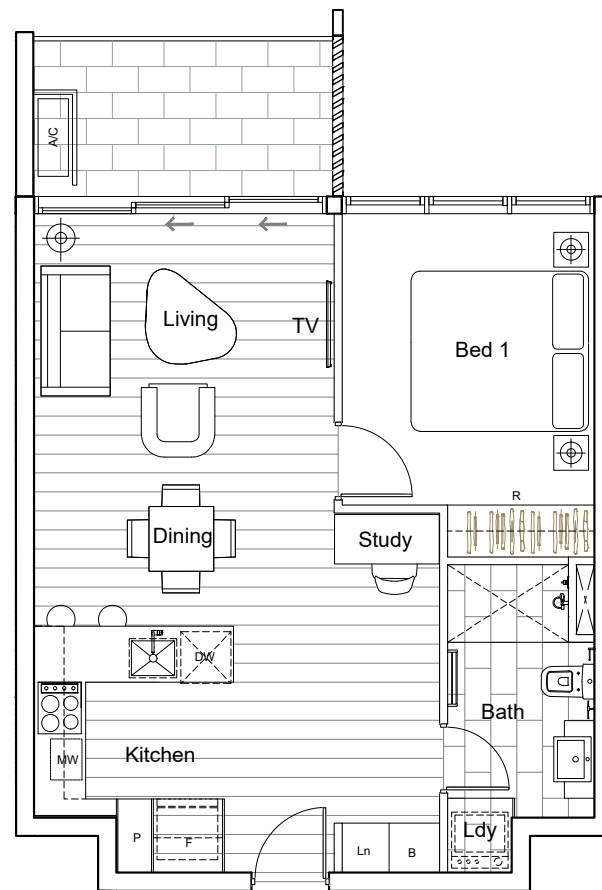 A/C
Living
TV
Bed 1
R
Dining
Study
DW
Bath
Kitchen
MW
P
F
Ln
B
Ldy